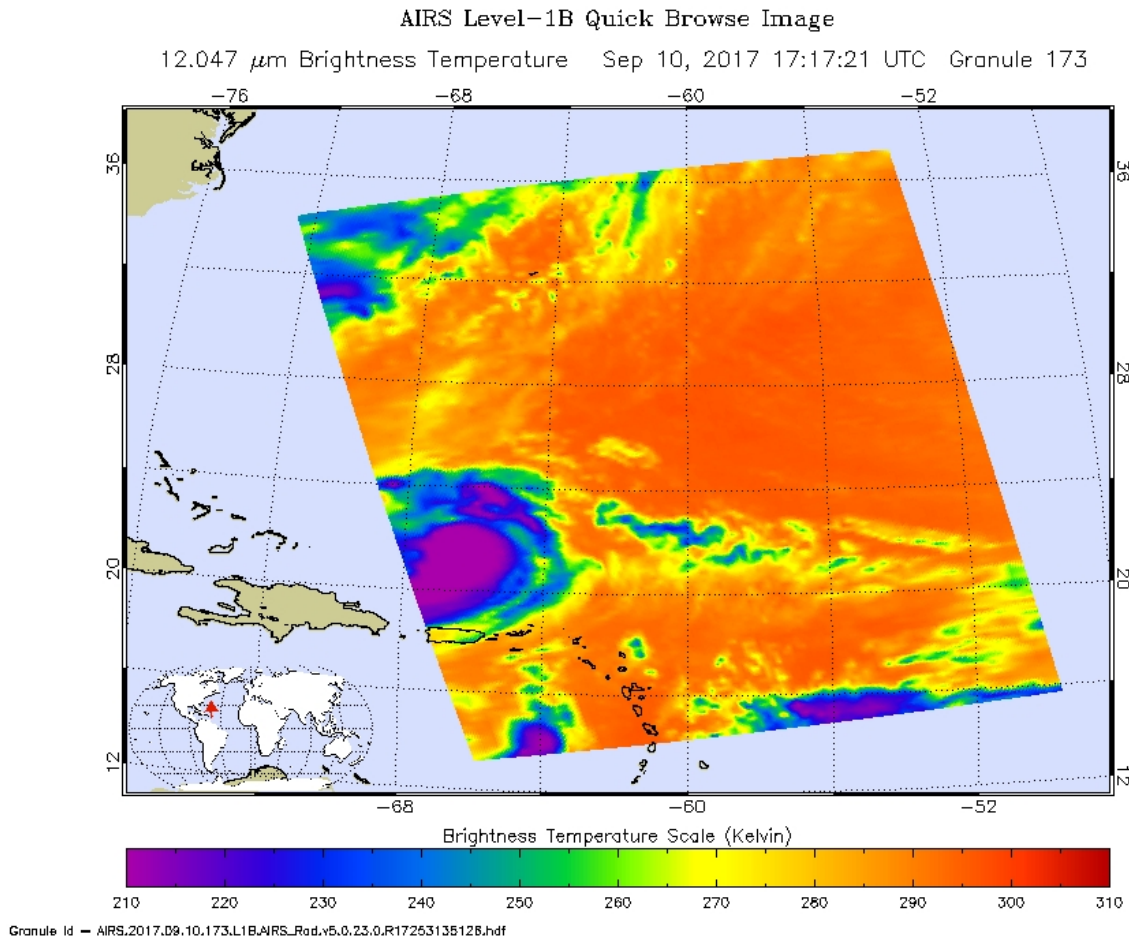 AIRS Level-1B Quick Browse Image
12.047 μm Brightness Temperature Sep 10, 2017 17:17:21 UTC Granule 173
-76 -68 -60 -52
36 36
28 28
20 20
12 12
-68 -60 -52
Brightness Temperature Scale (Kelvin)
210 220 230 240 250 260 270 280 290 300 310
Granule Id - AIRS.2017.09.10.173.L1B.AIRS_Rad.v5.0.23.0.R17253135126.hdf